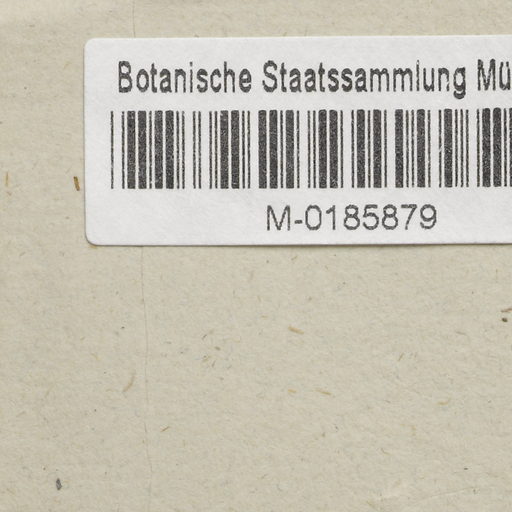 Botanische Staatssammlung Mü
M-0185879